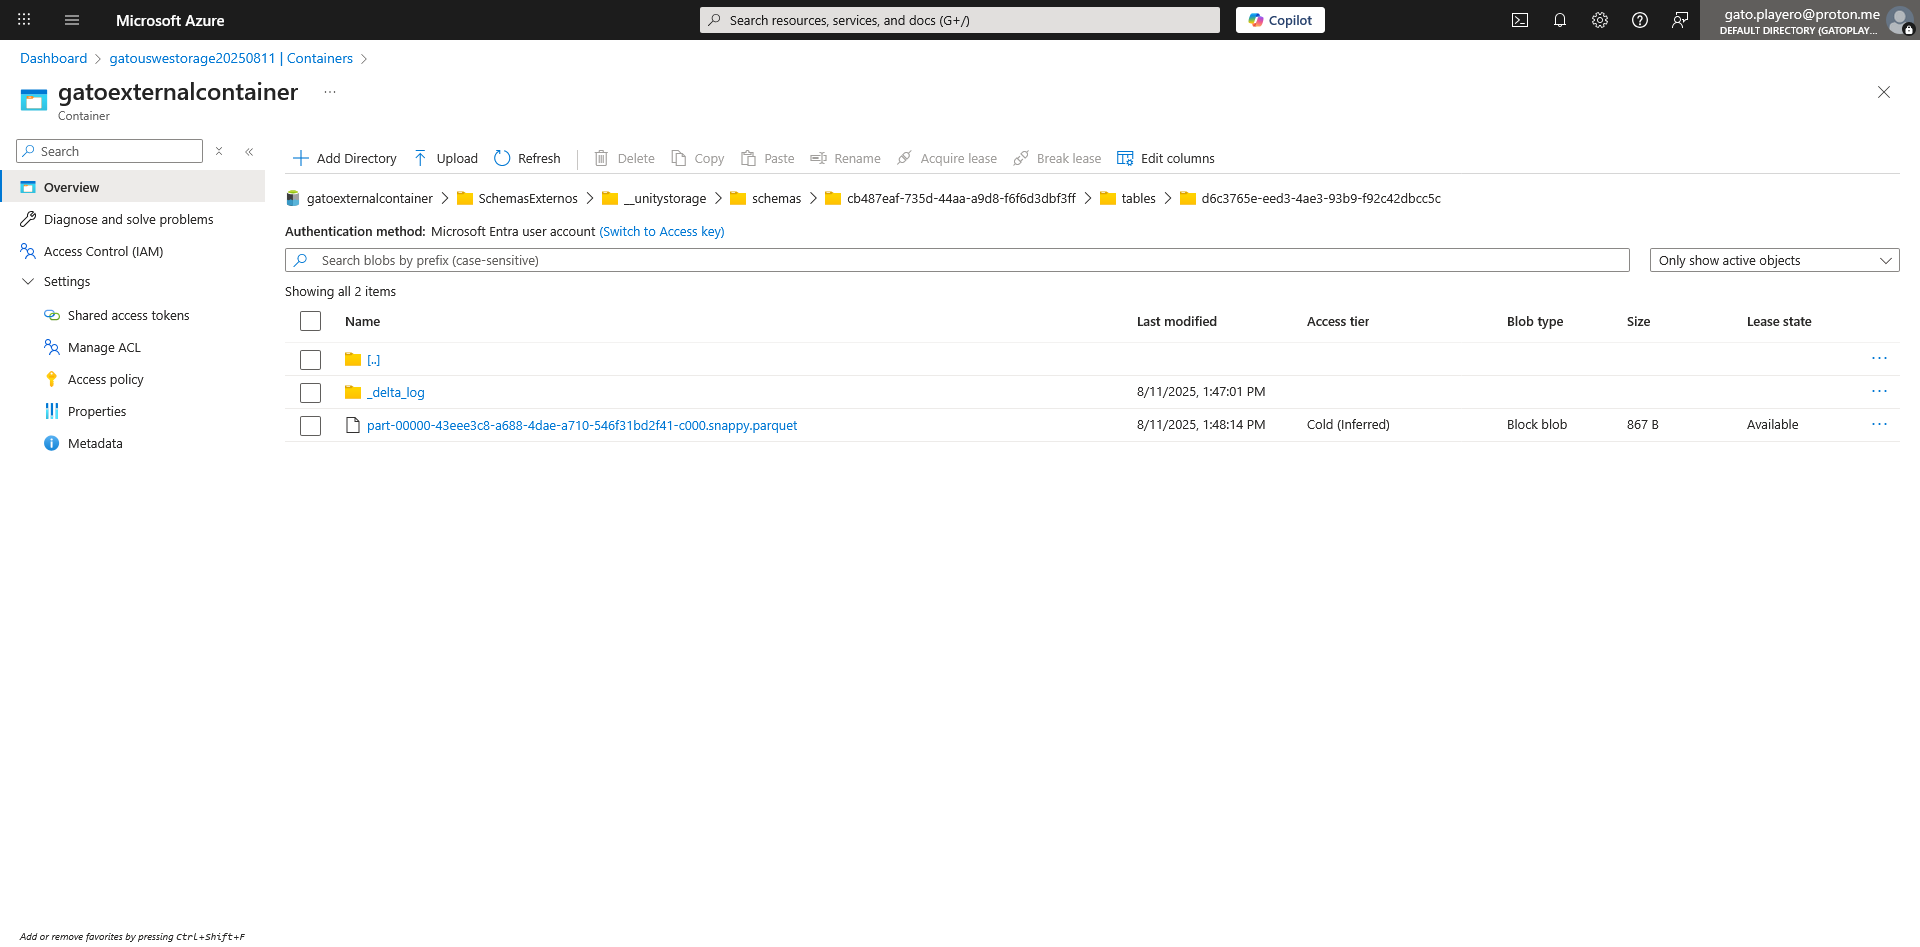 Microsoft Azure
Search resources, services, and docs (G+/)
Copilot
gato.playero@proton.me
DEFAULT DIRECTORY (GATOPLAY...
Dashboard > gatouswestorage20250811 | Containers >
gatoexternalcontainer ...
Container
Search
Overview
Diagnose and solve problems
Access Control (IAM)
Settings
Shared access tokens
Manage ACL
Access policy
Properties
Metadata
Add Directory Upload Refresh Delete Copy Paste Rename Acquire lease Break lease Edit columns
gatoexternalcontainer > SchemasExternos > __unitystorage > schemas > cb487eaf-735d-44aa-a9d8-f6f6d3dbf3ff > tables > d6c3765e-eed3-4ae3-93b9-f92c42dbcc5c
Authentication method: Microsoft Entra user account (Switch to Access key)
Search blobs by prefix (case-sensitive)
Only show active objects
Showing all 2 items
Name Last modified Access tier Blob type Size Lease state
[..] ...
_delta_log 8/11/2025, 1:47:01 PM ...
part-00000-43eee3c8-a688-4dae-a710-546f31bd2f41-c000.snappy.parquet 8/11/2025, 1:48:14 PM Cold (Inferred) Block blob 867 B Available ...
Add or remove favorites by pressing Ctrl+Shift+F